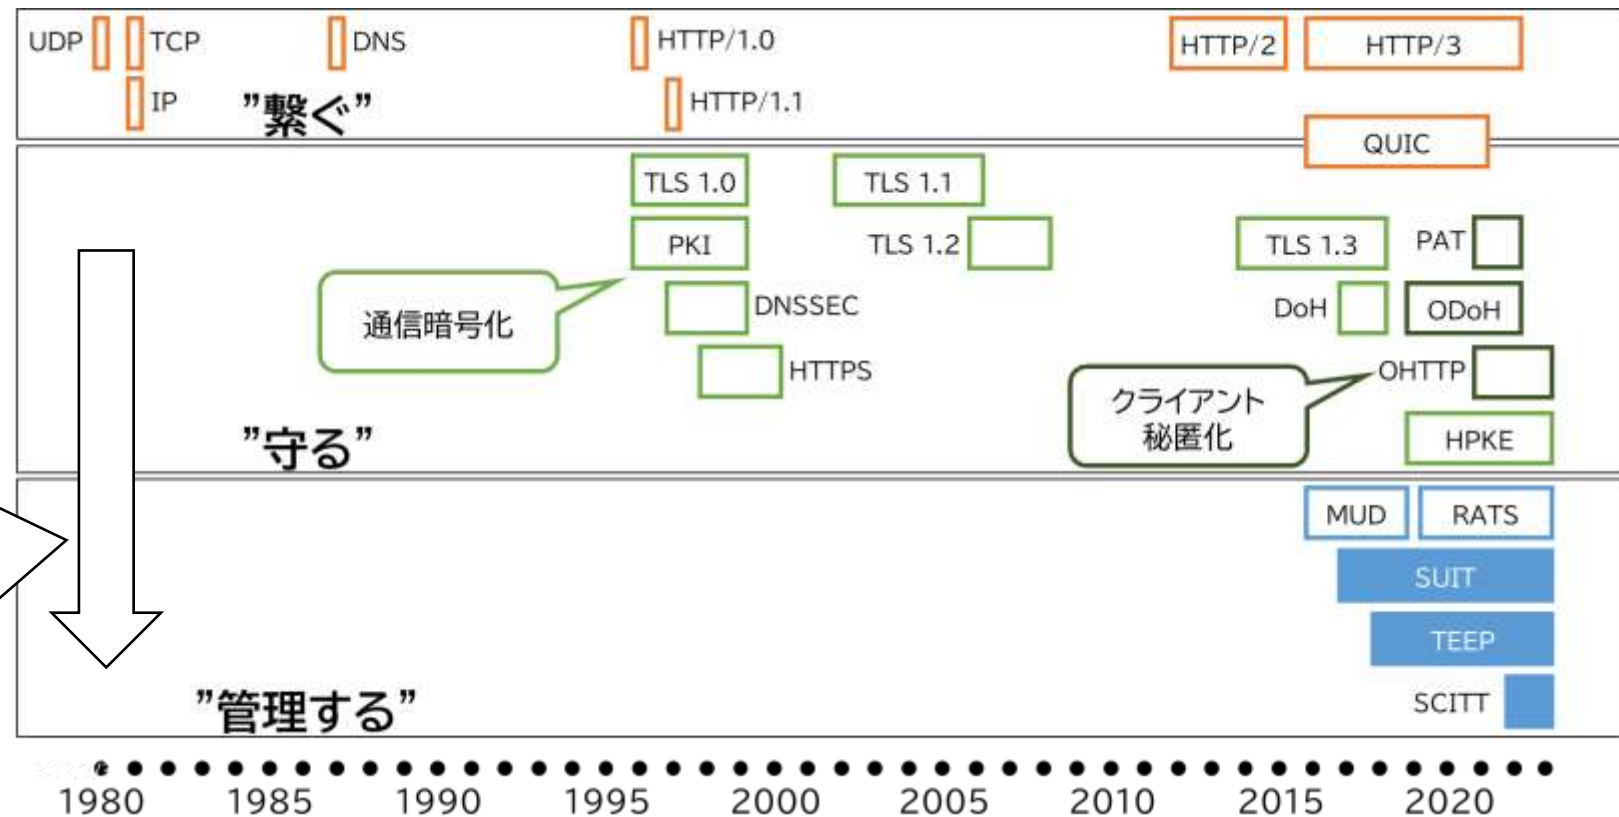 UDP
TCP
DNS
HTTP/1.0
HTTP/2
HTTP/3
IP
”繋ぐ”
HTTP/1.1
QUIC
TLS 1.0
TLS 1.1
PKI
TLS 1.2
TLS 1.3
PAT
通信暗号化
DNSSEC
DoH
ODoH
HTTPS
OHTTP
クライアント
秘匿化
”守る”
HPKE
MUD
RATS
SUIT
TEEP
”管理する”
SCITT
1980 1985 1990 1995 2000 2005 2010 2015 2020